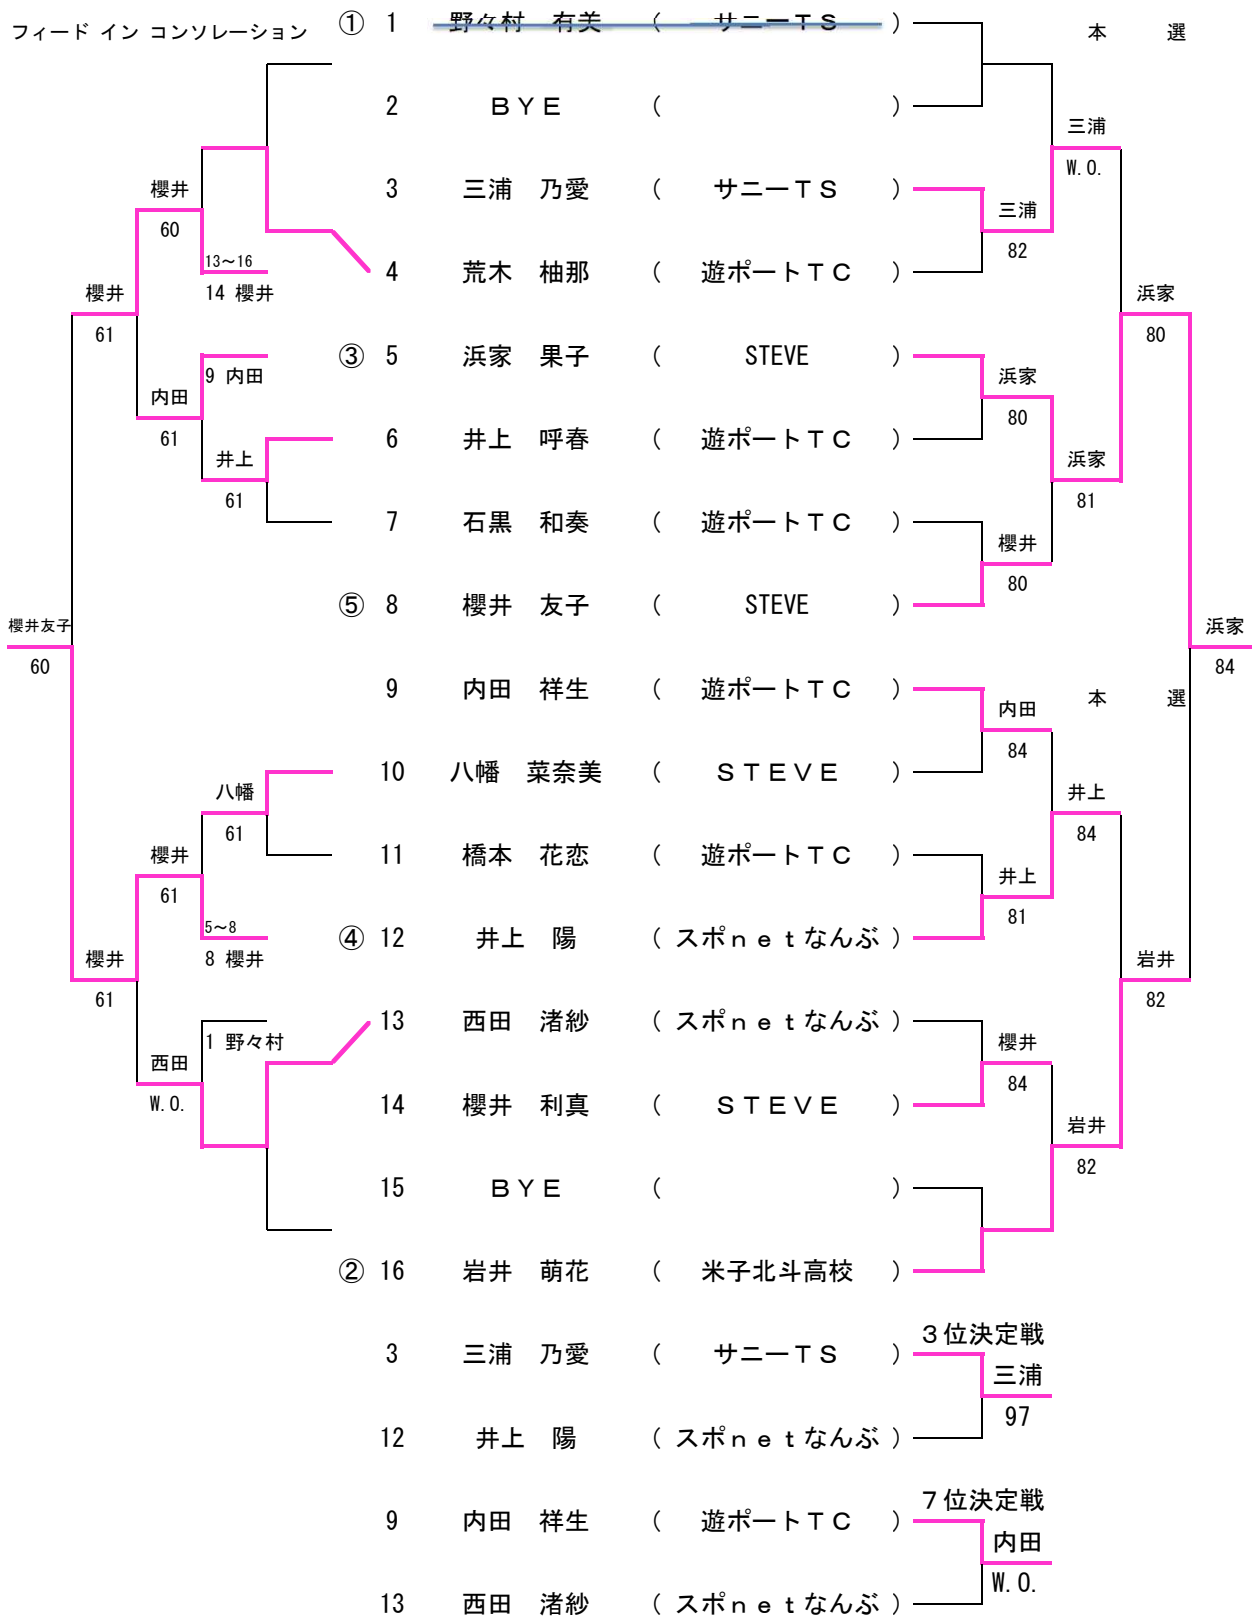 フィード イン コンソレーション
本 選
① 1 野々村 有美 ( サニーTS )
2 BYE ( )
三浦
W.O.
3 三浦 乃愛 ( サニーTS )
櫻井
60
三浦
82
13～16
14 櫻井
4 荒木 柚那 ( 遊ポートTC )
櫻井
61
浜家
80
③ 5 浜家 果子 ( STEVE )
9 内田
浜家
80
内田
61
6 井上 呼春 ( 遊ポートTC )
井上
61
浜家
81
7 石黒 和奏 ( 遊ポートTC )
櫻井
80
⑤ 8 櫻井 友子 ( STEVE )
櫻井友子
60
浜家
84
9 内田 祥生 ( 遊ポートTC )
本 選
内田
84
10 八幡 菜奈美 ( STEVE )
八幡
61
井上
84
11 橋本 花恋 ( 遊ポートTC )
櫻井
61
井上
81
5～8
8 櫻井
④ 12 井上 陽 ( スポnetなんぶ )
櫻井
61
岩井
82
13 西田 渚紗 ( スポnetなんぶ )
1 野々村
櫻井
84
西田
W.O.
14 櫻井 利真 ( STEVE )
岩井
82
15 BYE ( )
② 16 岩井 萌花 ( 米子北斗高校 )
3位決定戦
3 三浦 乃愛 ( サニーTS )
三浦
97
12 井上 陽 ( スポnetなんぶ )
7位決定戦
9 内田 祥生 ( 遊ポートTC )
内田
W.O.
13 西田 渚紗 ( スポnetなんぶ )